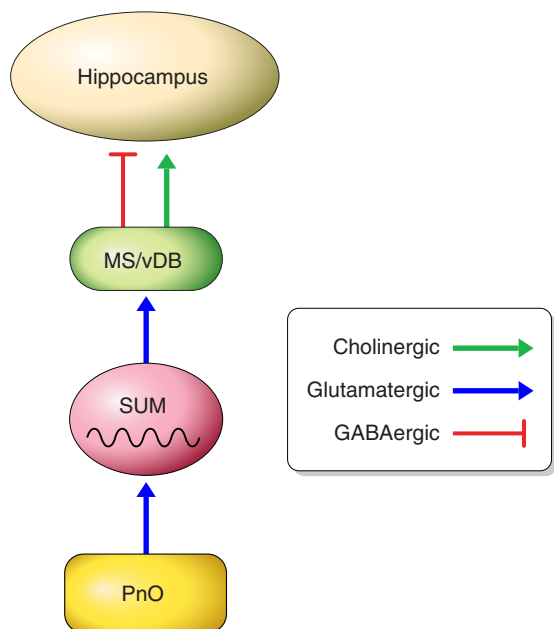 Hippocampus
MS/vDB
SUM
PnO
Cholinergic
Glutamatergic
GABAergic